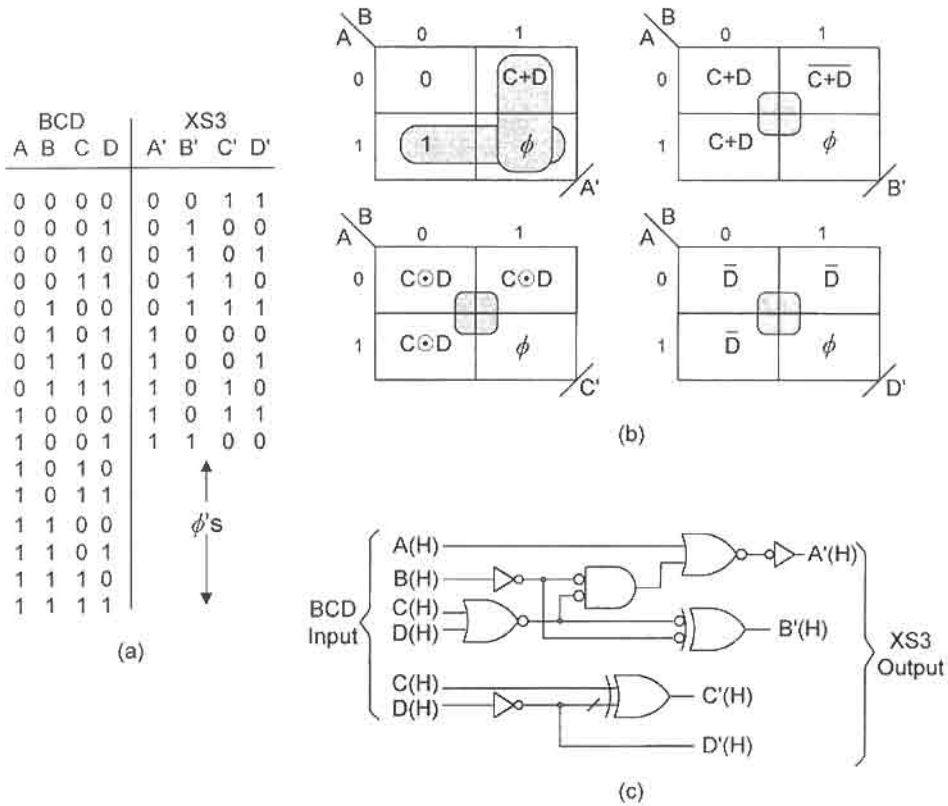 BCD XS3
A B C D A' B' C' D'
0 0 0 0 0 0 1 1
0 0 0 1 0 1 0 0
0 0 1 0 0 1 0 1
0 0 1 1 0 1 1 0
0 1 0 0 0 1 1 1
0 1 0 1 1 0 0 0
0 1 1 0 1 0 0 1
0 1 1 1 1 0 1 0
1 0 0 0 1 0 1 1
1 0 0 1 1 1 0 0
1 0 1 0
1 0 1 1
1 1 0 0
1 1 0 1
1 1 1 0
1 1 1 1
ϕ's
(a)
B
A 0 1
0 0 C+D
1 1 ϕ
A'
B
A 0 1
0 C+D C̅+̅D̅
1 C+D ϕ
B'
B
A 0 1
0 C⊙D C⊙D
1 C⊙D ϕ
C'
B
A 0 1
0 D̅ D̅
1 D̅ ϕ
D'
(b)
BCD
Input
A(H)
B(H)
C(H)
D(H)
C(H)
D(H)
A'(H)
B'(H)
C'(H)
D'(H)
XS3
Output
(c)